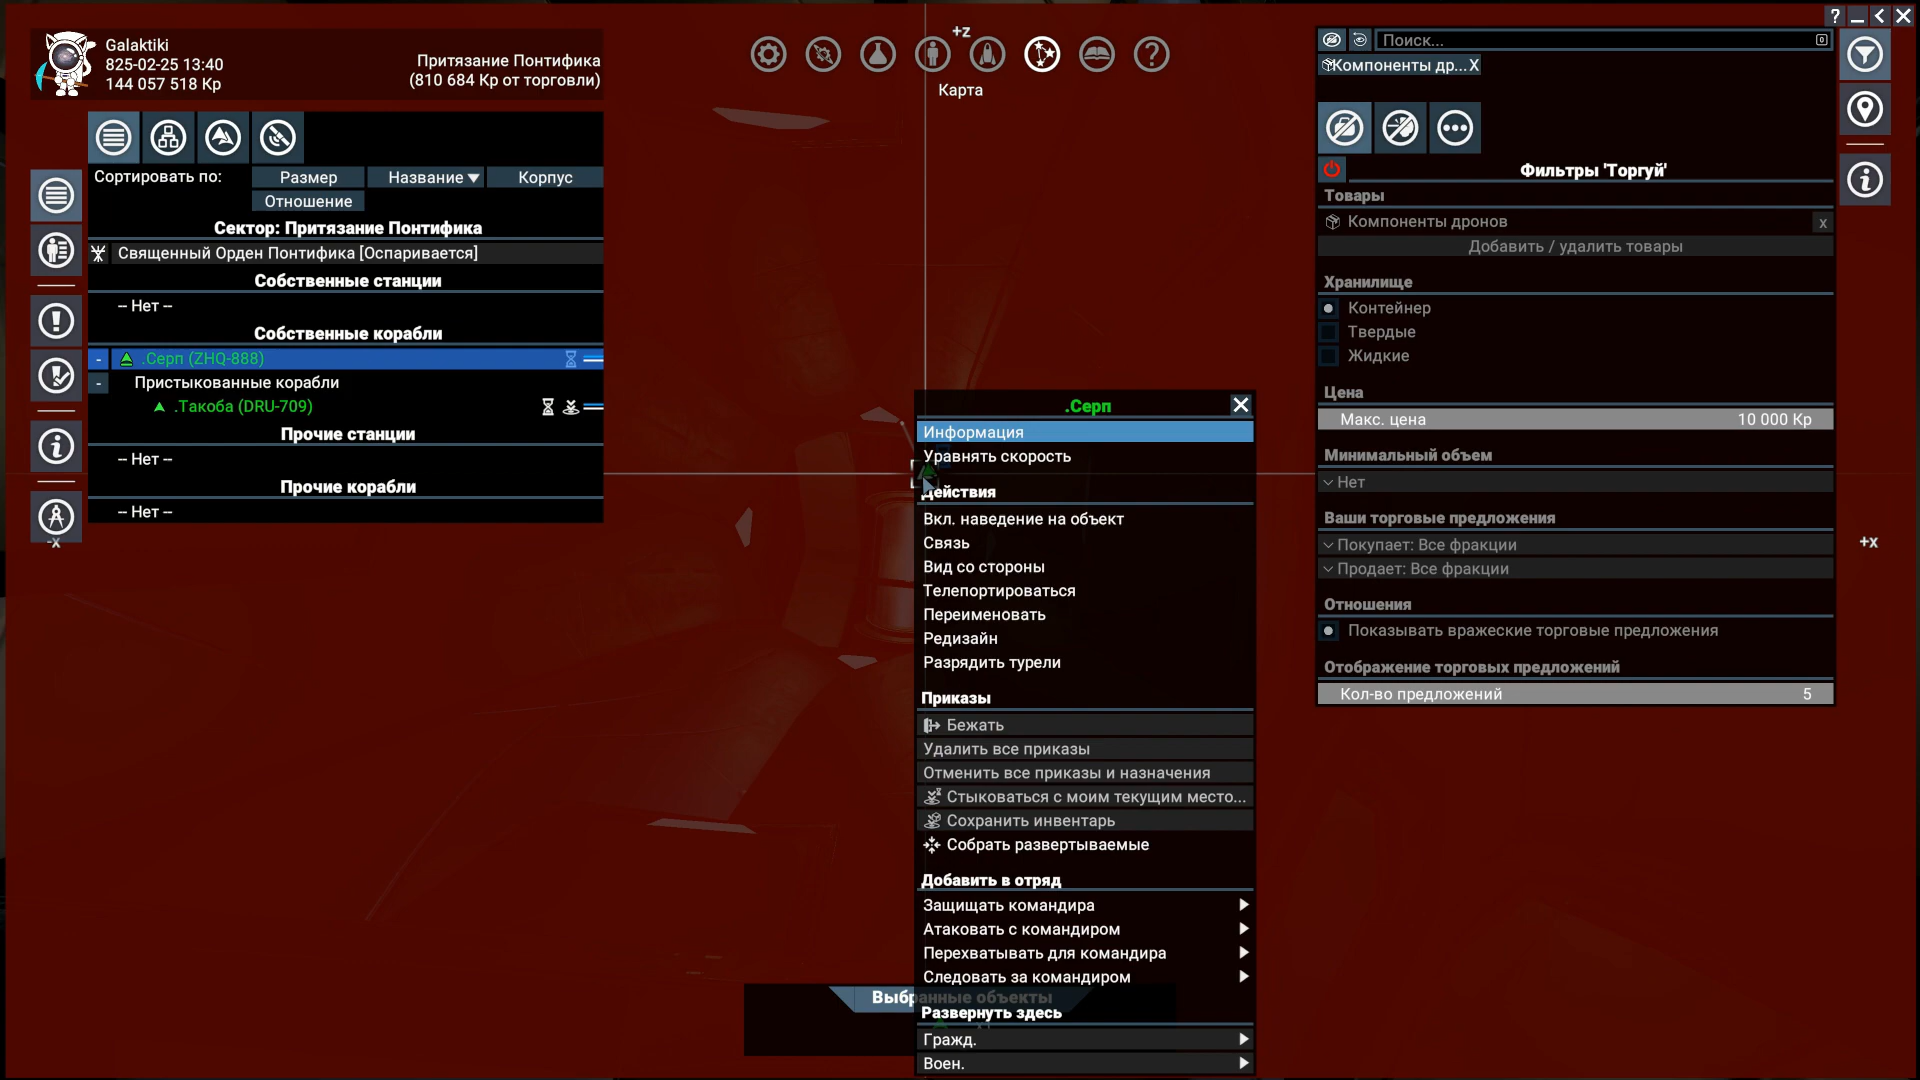 Galaktiki
825-02-25 13:40
144 057 518 Кр
Притязание Понтифика
(810 684 Кр от торговли)
Сортировать по:
Размер
Название
Корпус
Отношение
Сектор: Притязание Понтифика
Священный Орден Понтифика [Оспаривается]
Собственные станции
-- Нет --
Собственные корабли
- .Серп (ZHQ-888)
- Пристыкованные корабли
.Такоба (DRU-709)
Прочие станции
-- Нет --
Прочие корабли
-- Нет --
-x
+z
Карта
.Серп
Информация
Уравнять скорость
Действия
Вкл. наведение на объект
Связь
Вид со стороны
Телепортироваться
Переименовать
Редизайн
Разрядить турели
Приказы
Бежать
Удалить все приказы
Отменить все приказы и назначения
Стыковаться с моим текущим место...
Сохранить инвентарь
Собрать развертываемые
Добавить в отряд
Защищать командира
Атаковать с командиром
Перехватывать для командира
Следовать за командиром
Выбранные объекты
Развернуть здесь
Гражд.
Воен.
Поиск...
Компоненты др...X
Фильтры 'Торгуй'
Товары
Компоненты дронов x
Добавить / удалить товары
Хранилище
Контейнер
Твердые
Жидкие
Цена
Макс. цена 10 000 Кр
Минимальный объем
Нет
Ваши торговые предложения
Покупает: Все фракции
Продает: Все фракции
Отношения
Показывать вражеские торговые предложения
Отображение торговых предложений
Кол-во предложений 5
+x